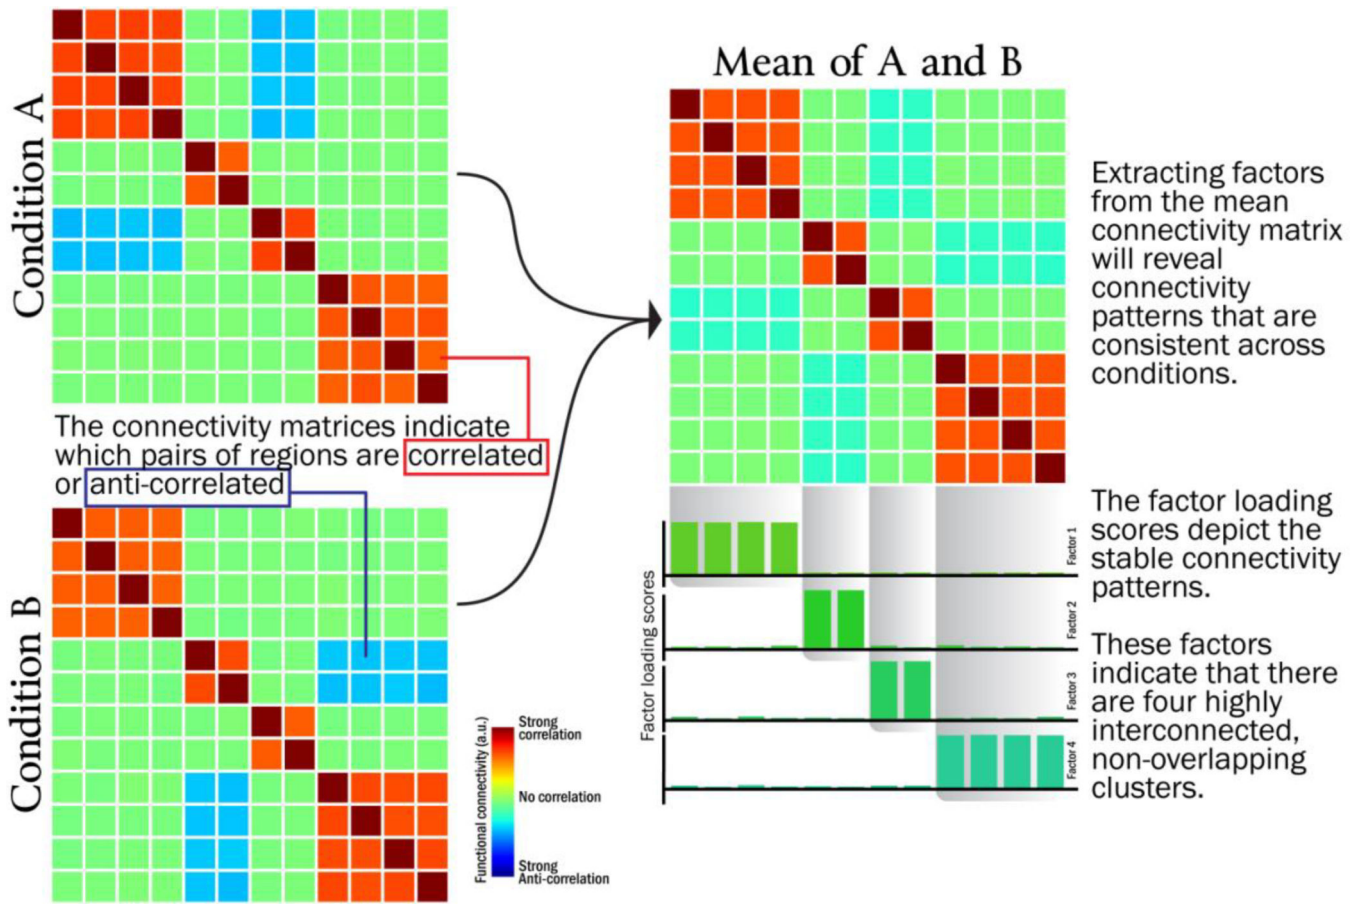 Condition A
Mean of A and B
Extracting factors
from the mean
connectivity matrix
will reveal
connectivity
patterns that are
consistent across
conditions.
The connectivity matrices indicate
which pairs of regions are correlated
or anti-correlated
Condition B
Functional connectivity (a.u.)
Strong
correlation
No correlation
Strong
Anti-correlation
Factor loading scores
Factor 1
Factor 2
Factor 3
Factor 4
The factor loading
scores depict the
stable connectivity
patterns.
These factors
indicate that there
are four highly
interconnected,
non-overlapping
clusters.